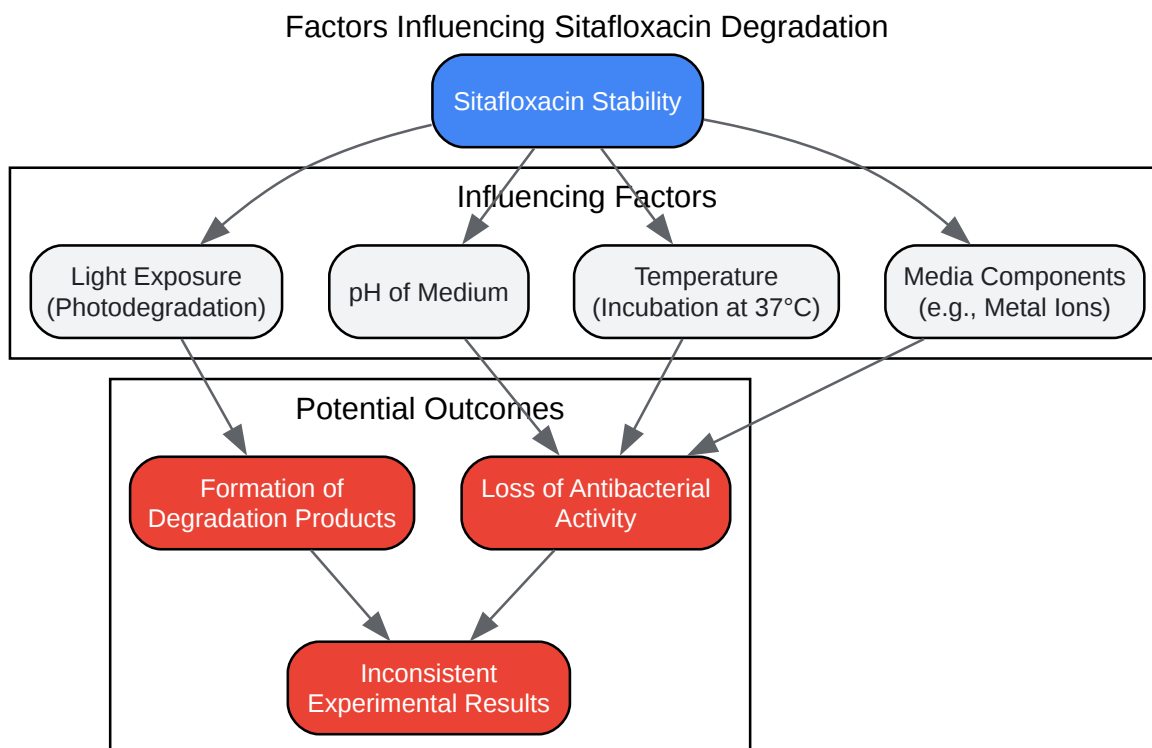 Factors Influencing Sitafloxacin Degradation
Sitafloxacin Stability
Influencing Factors
Light Exposure
(Photodegradation)
pH of Medium
Temperature
(Incubation at 37°C)
Media Components
(e.g., Metal Ions)
Potential Outcomes
Formation of
Degradation Products
Loss of Antibacterial
Activity
Inconsistent
Experimental Results